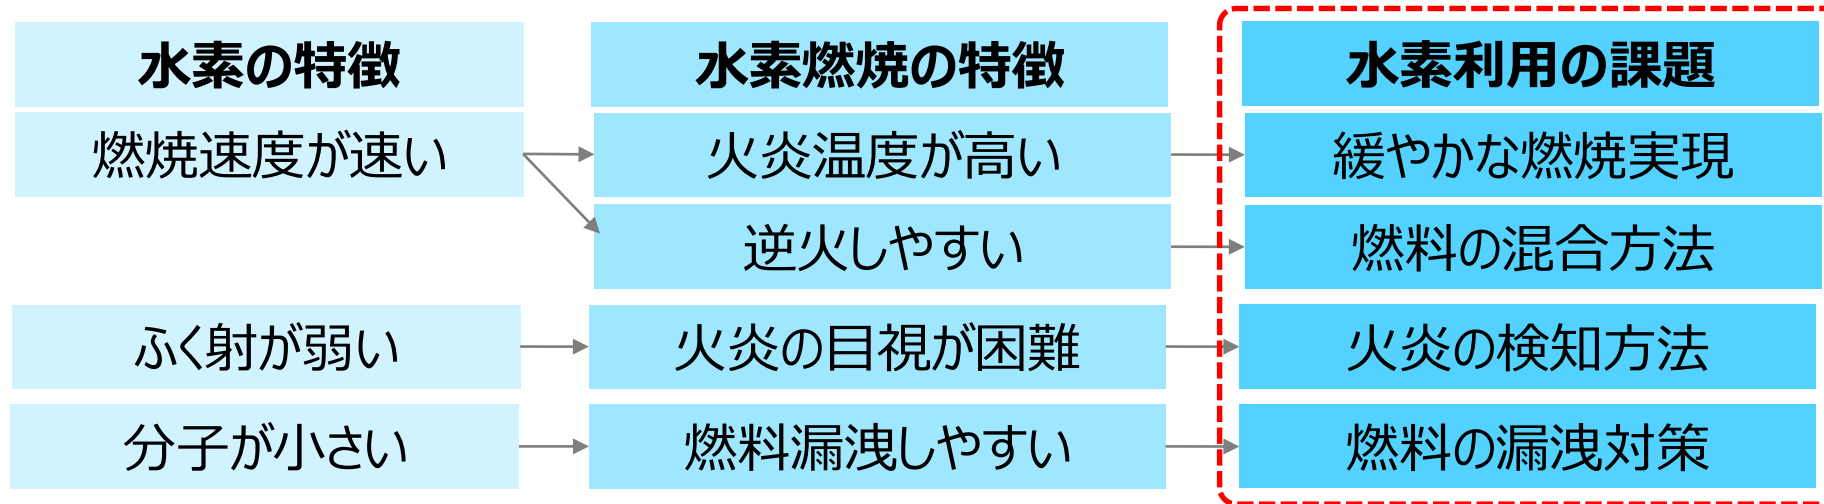 水素の特徴
水素燃焼の特徴
水素利用の課題
燃焼速度が速い
火炎温度が高い
緩やかな燃焼実現
逆火しやすい
燃料の混合方法
ふく射が弱い
火炎の目視が困難
火炎の検知方法
分子が小さい
燃料漏洩しやすい
燃料の漏洩対策